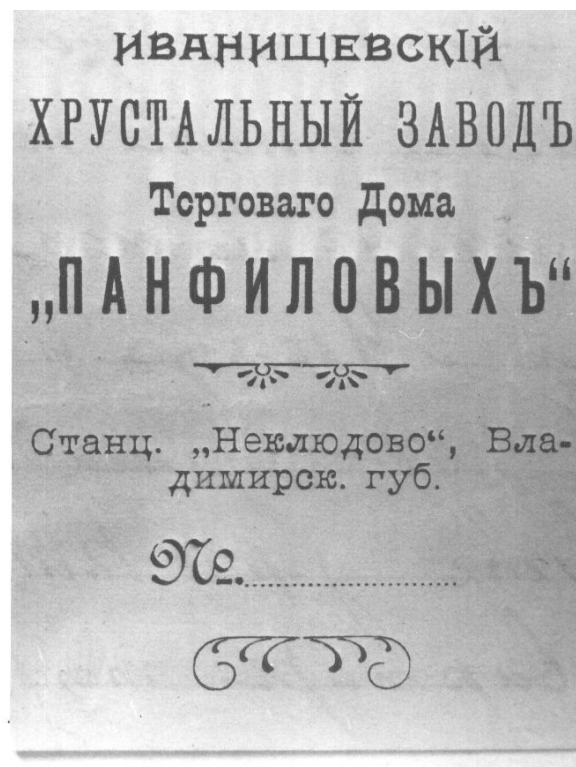 ИВАНИЩЕВСКІЙ
ХРУСТАЛЬНЫЙ ЗАВОДЪ
Торговаго Дома
„ПАНФИЛОВЫХЪ“
Станц. „Неклюдово“, Вла-
димирск. губ.
№.